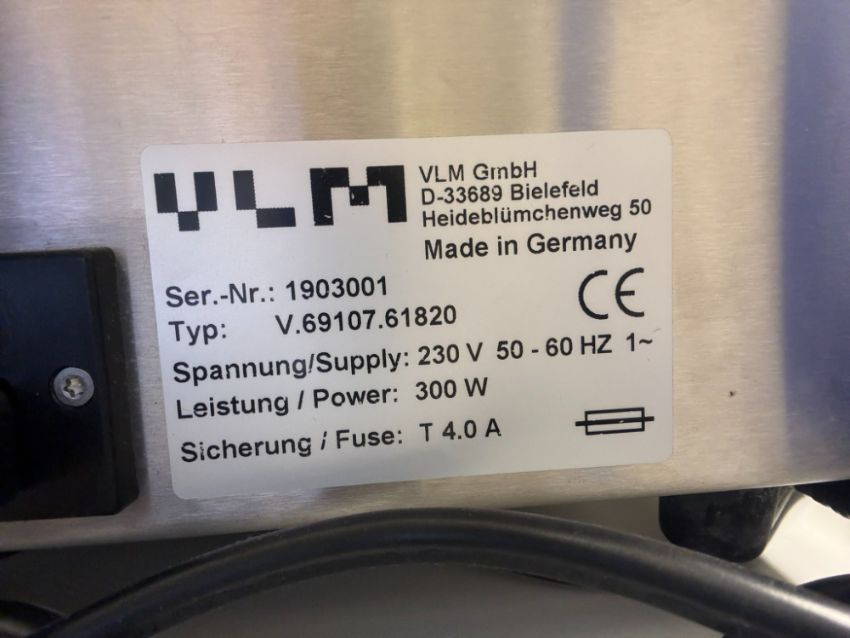 VLM
VLM GmbH
D-33689 Bielefeld
Heideblümchenweg 50
Made in Germany
Ser.-Nr.: 1903001
CE
Typ: V.69107.61820
Spannung/Supply: 230 V 50 - 60 HZ 1~
Leistung / Power: 300 W
Sicherung / Fuse: T 4.0 A